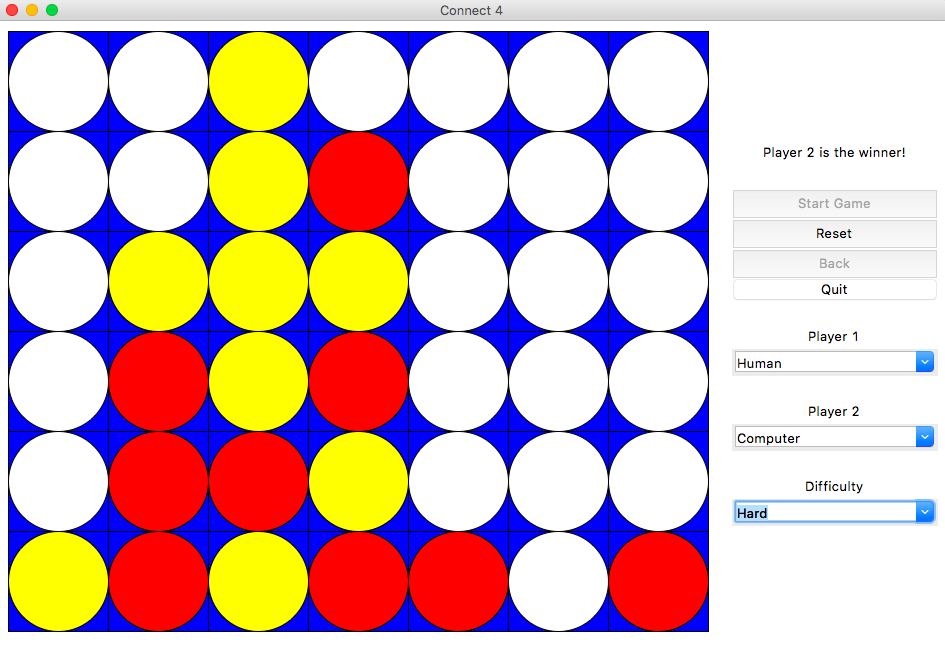 Connect 4
Player 2 is the winner!
Start Game
Reset
Back
Quit
Player 1
Human
Player 2
Computer
Difficulty
Hard